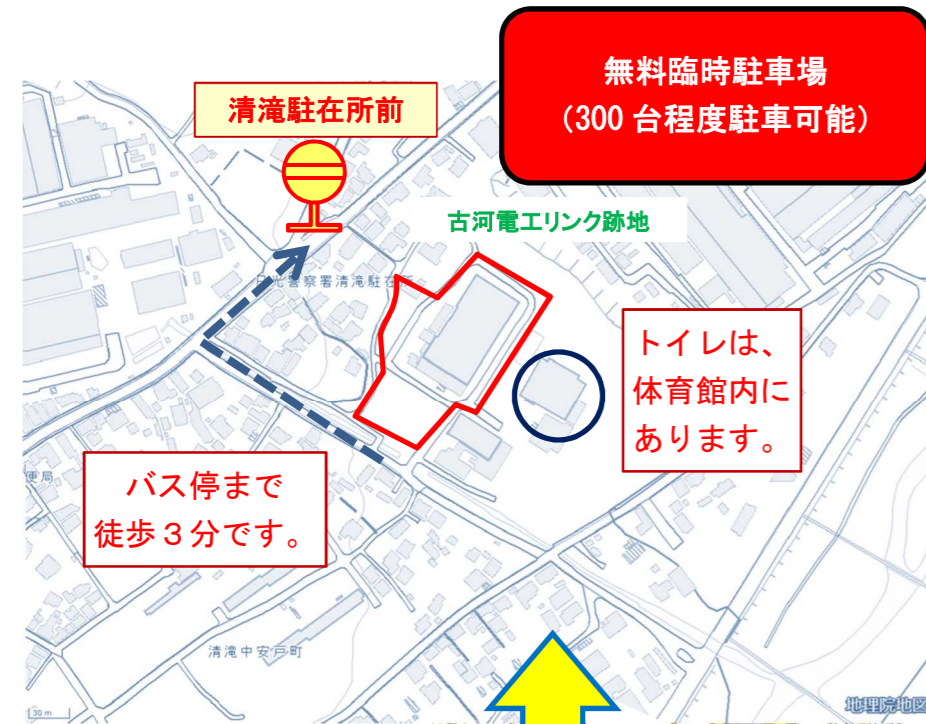 無料臨時駐車場
（300 台程度駐車可能）
清滝駐在所前
古河電工リンク跡地
日光警察署清滝駐在所
トイレは、
体育館内に
あります。
便局
バス停まで
徒歩３分です。
清滝中安戸町
30 m
地理院地図